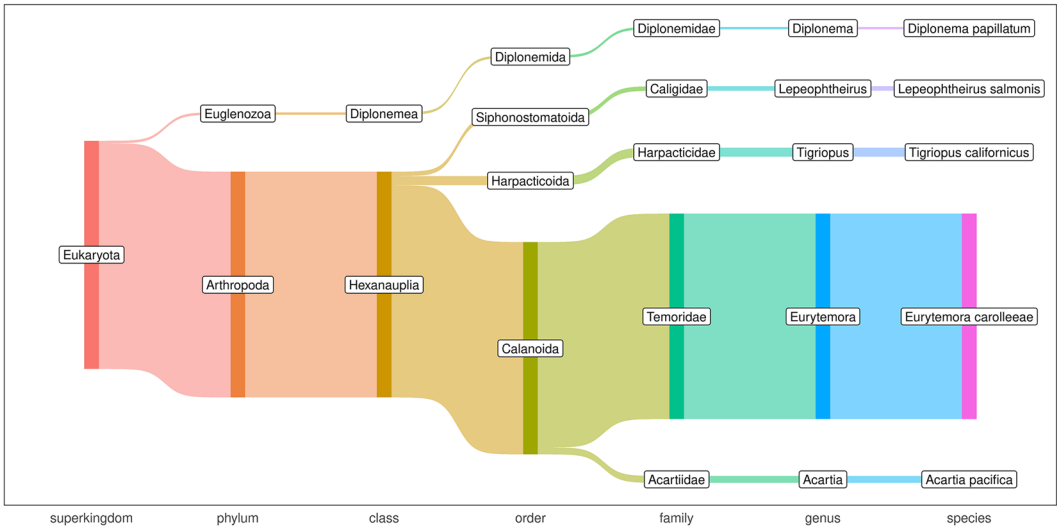 Diplonemidae
Diplonema
Diplonema papillatum
Diplonemida
Caligidae
Lepeophtheirus
Lepeophtheirus salmonis
Euglenozoa
Diplonemea
Siphonostomatoida
Harpacticidae
Tigriopus
Tigriopus californicus
Harpacticoida
Eukaryota
Arthropoda
Hexanauplia
Temoridae
Eurytemora
Eurytemora carolleeae
Calanoida
Acartiidae
Acartia
Acartia pacifica
superkingdom
phylum
class
order
family
genus
species